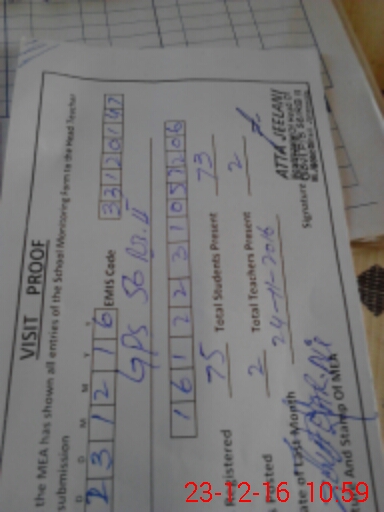 VISIT PROOF
the MEA has shown all entries of the School Monitoring Form to the Head Teacher
submission
D D M M Y Y
2 3 1 2 1 6 EMIS Code 3 3 1 2 0 1 4 2
GPS
1 6 1 2 2 3 1 0 5 7 2 0 6
Registered 75 Total Students Present 73
Posted 2 Total Teachers Present 2
ate of Last Month 24-11-2016
ATTA JEELANI
Signature
And Stamp Of MEA
23-12-16 10:59